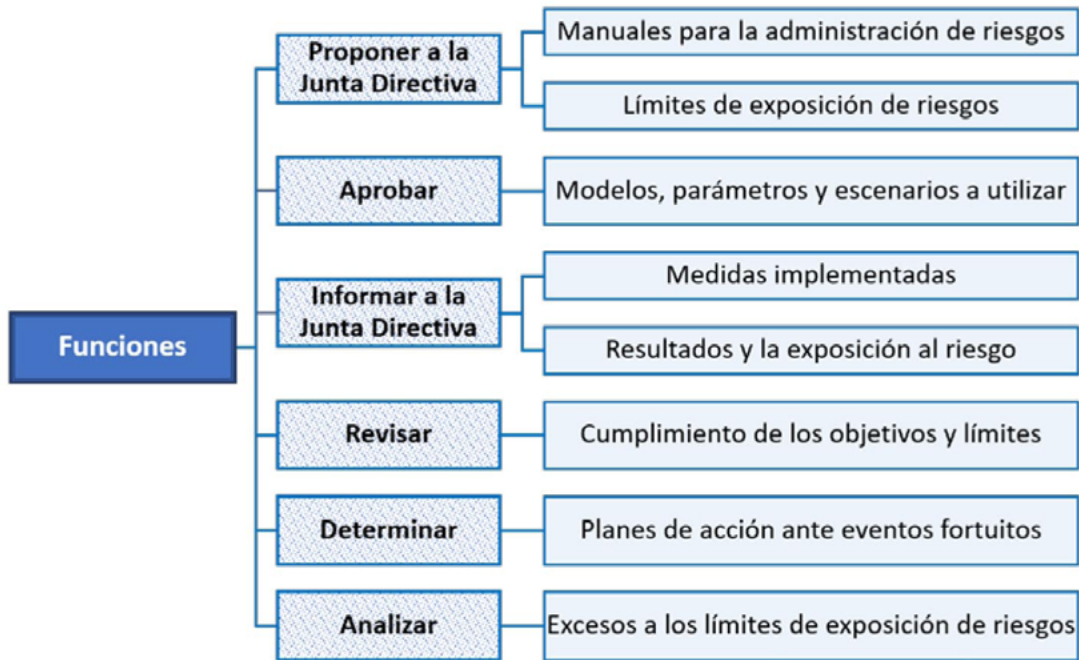 Funciones
Proponer a la
Junta Directiva
Manuales para la administración de riesgos
Límites de exposición de riesgos
Aprobar
Modelos, parámetros y escenarios a utilizar
Informar a la
Junta Directiva
Medidas implementadas
Resultados y la exposición al riesgo
Revisar
Cumplimiento de los objetivos y límites
Determinar
Planes de acción ante eventos fortuitos
Analizar
Excesos a los límites de exposición de riesgos